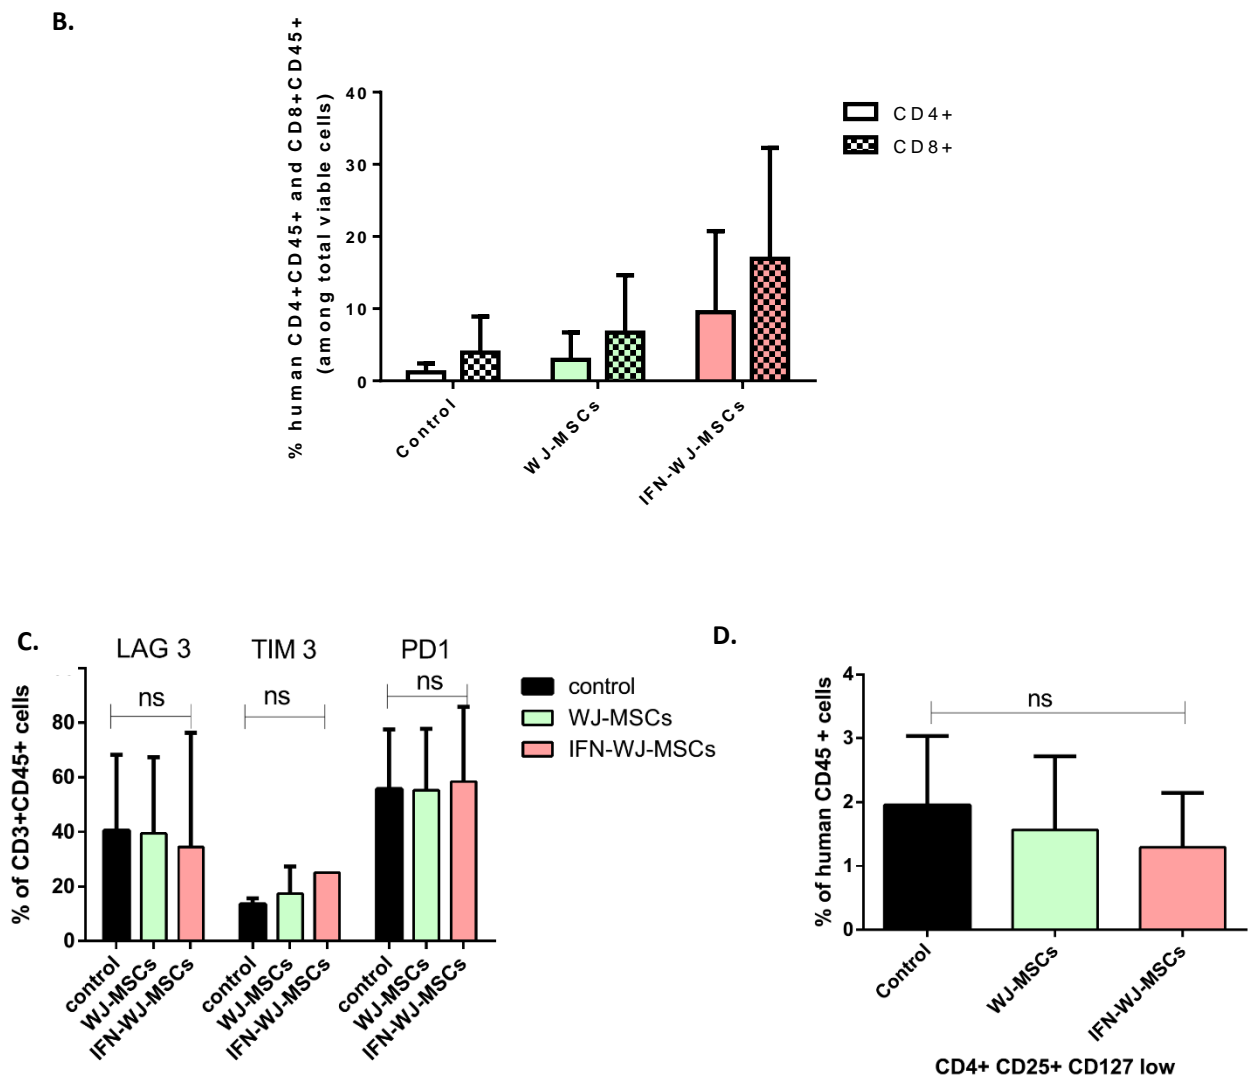 B.
% human CD4+CD45+ and CD8+CD45+
(among total viable cells)
40
30
20
10
0
Control
WJ-MSCs
IFN-WJ-MSCs
CD4+
CD8+
C.
LAG 3
TIM 3
PD1
ns
ns
ns
% of CD3+CD45+ cells
80
60
40
20
0
control
WJ-MSCs
IFN-WJ-MSCs
control
WJ-MSCs
IFN-WJ-MSCs
control
WJ-MSCs
IFN-WJ-MSCs
control
WJ-MSCs
IFN-WJ-MSCs
D.
% of human CD45 + cells
4
3
2
1
0
ns
Control
WJ-MSCs
IFN-WJ-MSCs
CD4+ CD25+ CD127 low